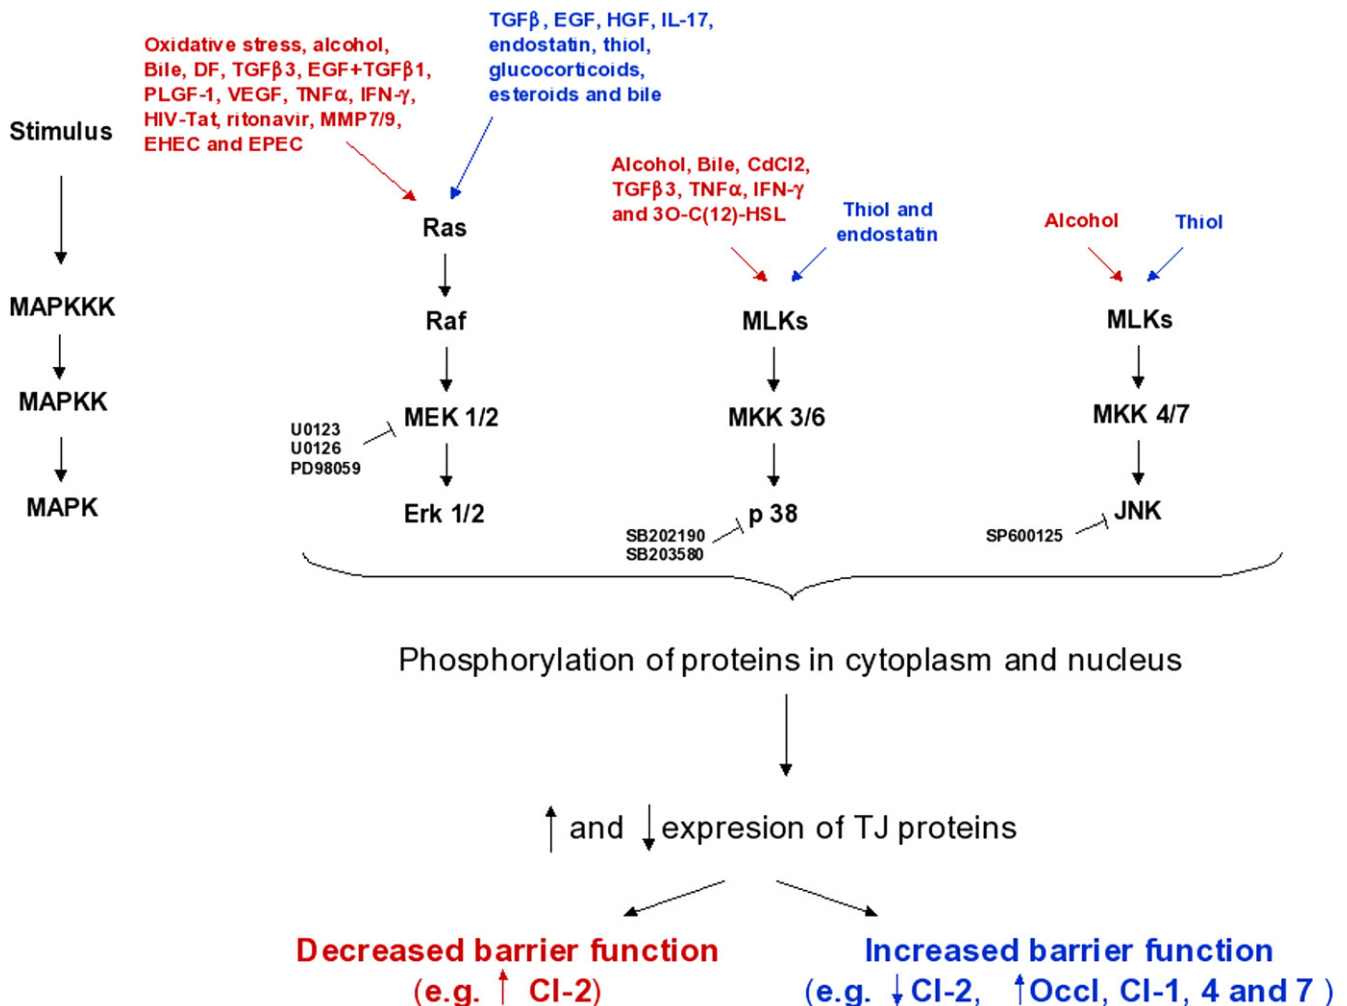 TGFβ, EGF, HGF, IL-17,
endostatin, thiol,
glucocorticoids,
esteroids and bile
Oxidative stress, alcohol,
Bile, DF, TGFβ3, EGF+TGFβ1,
PLGF-1, VEGF, TNFα, IFN-γ,
HIV-Tat, ritonavir, MMP7/9,
EHEC and EPEC
Stimulus
Alcohol, Bile, CdCl2,
TGFβ3, TNFα, IFN-γ
and 3O-C(12)-HSL
Thiol and
endostatin
Alcohol
Thiol
Ras
MAPKKK
Raf
MLKs
MLKs
MAPKK
MEK 1/2
MKK 3/6
MKK 4/7
U0123
U0126
PD98059
MAPK
Erk 1/2
p 38
JNK
SB202190
SB203580
SP600125
Phosphorylation of proteins in cytoplasm and nucleus
↑ and ↓ expresion of TJ proteins
Decreased barrier function
(e.g. ↑ Cl-2)
Increased barrier function
(e.g. ↓Cl-2, ↑Occl, Cl-1, 4 and 7 )